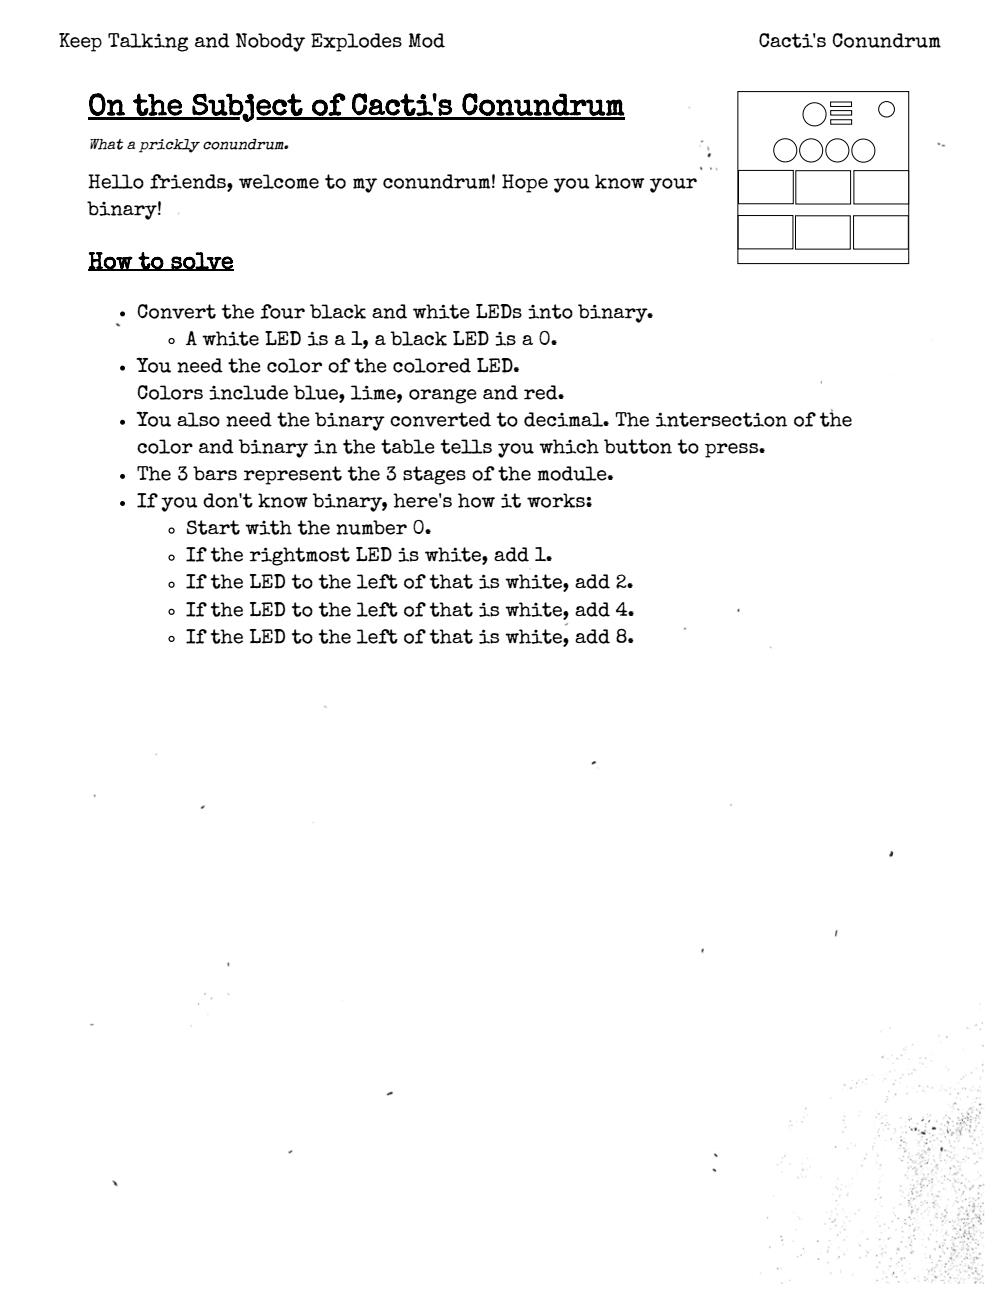 Keep Talking and Nobody Explodes Mod
Cacti's Conundrum
On the Subject of Cacti's Conundrum
What a prickly conundrum.
Hello friends, welcome to my conundrum! Hope you know your
binary!
How to solve
• Convert the four black and white LEDs into binary.
◦ A white LED is a 1, a black LED is a 0.
• You need the color of the colored LED.
Colors include blue, lime, orange and red.
• You also need the binary converted to decimal. The intersection of the
color and binary in the table tells you which button to press.
• The 3 bars represent the 3 stages of the module.
• If you don't know binary, here's how it works:
◦ Start with the number 0.
◦ If the rightmost LED is white, add 1.
◦ If the LED to the left of that is white, add 2.
◦ If the LED to the left of that is white, add 4.
◦ If the LED to the left of that is white, add 8.